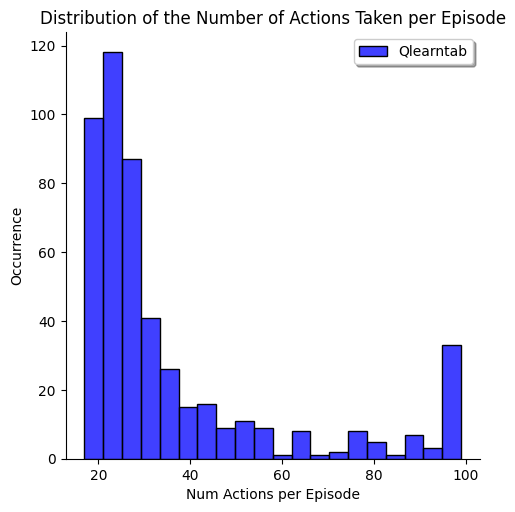 Distribution of the Number of Actions Taken per Episode
Qlearntab
120
100
80
60
40
20
0
Occurrence
20 40 60 80 100
Num Actions per Episode